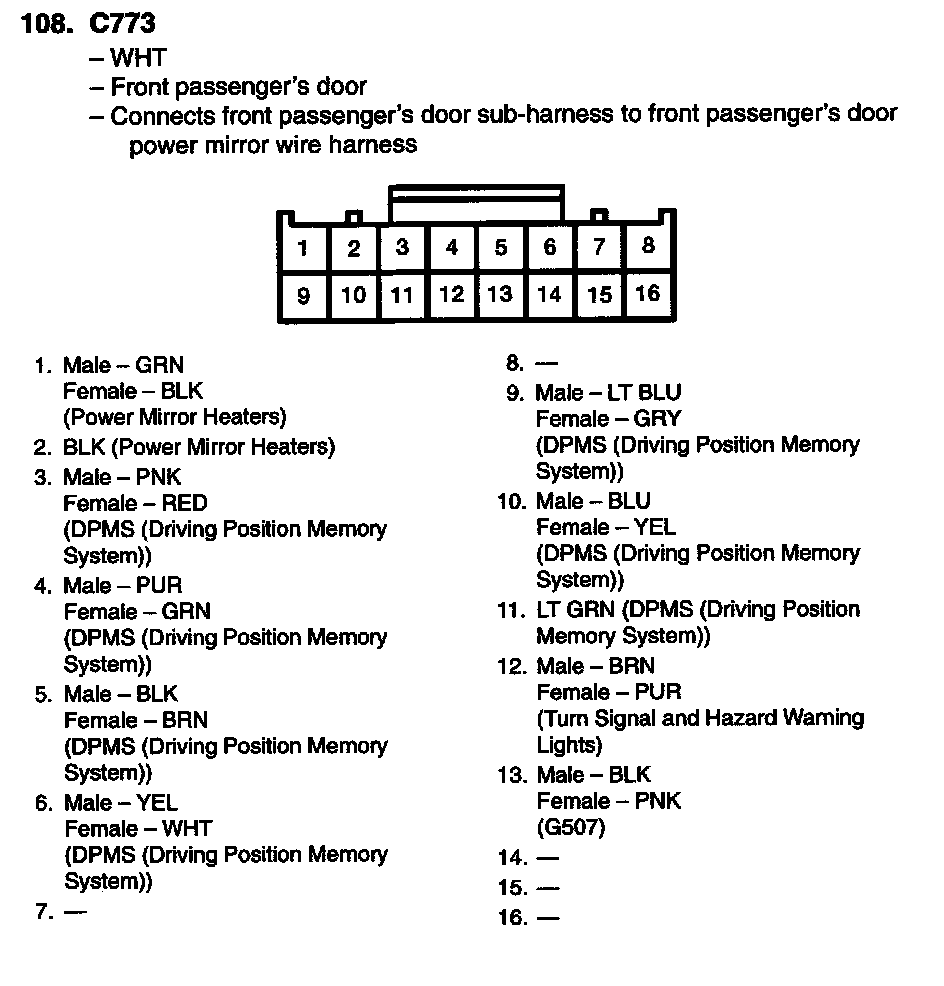 108. C773
– WHT
– Front passenger's door
– Connects front passenger's door sub-harness to front passenger's door
power mirror wire harness
1 2 3 4 5 6 7 8
9 10 11 12 13 14 15 16
1. Male – GRN
Female – BLK
(Power Mirror Heaters)
2. BLK (Power Mirror Heaters)
3. Male – PNK
Female – RED
(DPMS (Driving Position Memory
System))
4. Male – PUR
Female – GRN
(DPMS (Driving Position Memory
System))
5. Male – BLK
Female – BRN
(DPMS (Driving Position Memory
System))
6. Male – YEL
Female – WHT
(DPMS (Driving Position Memory
System))
7. —
8. —
9. Male – LT BLU
Female – GRY
(DPMS (Driving Position Memory
System))
10. Male – BLU
Female – YEL
(DPMS (Driving Position Memory
System))
11. LT GRN (DPMS (Driving Position
Memory System))
12. Male – BRN
Female – PUR
(Turn Signal and Hazard Warning
Lights)
13. Male – BLK
Female – PNK
(G507)
14. —
15. —
16. —